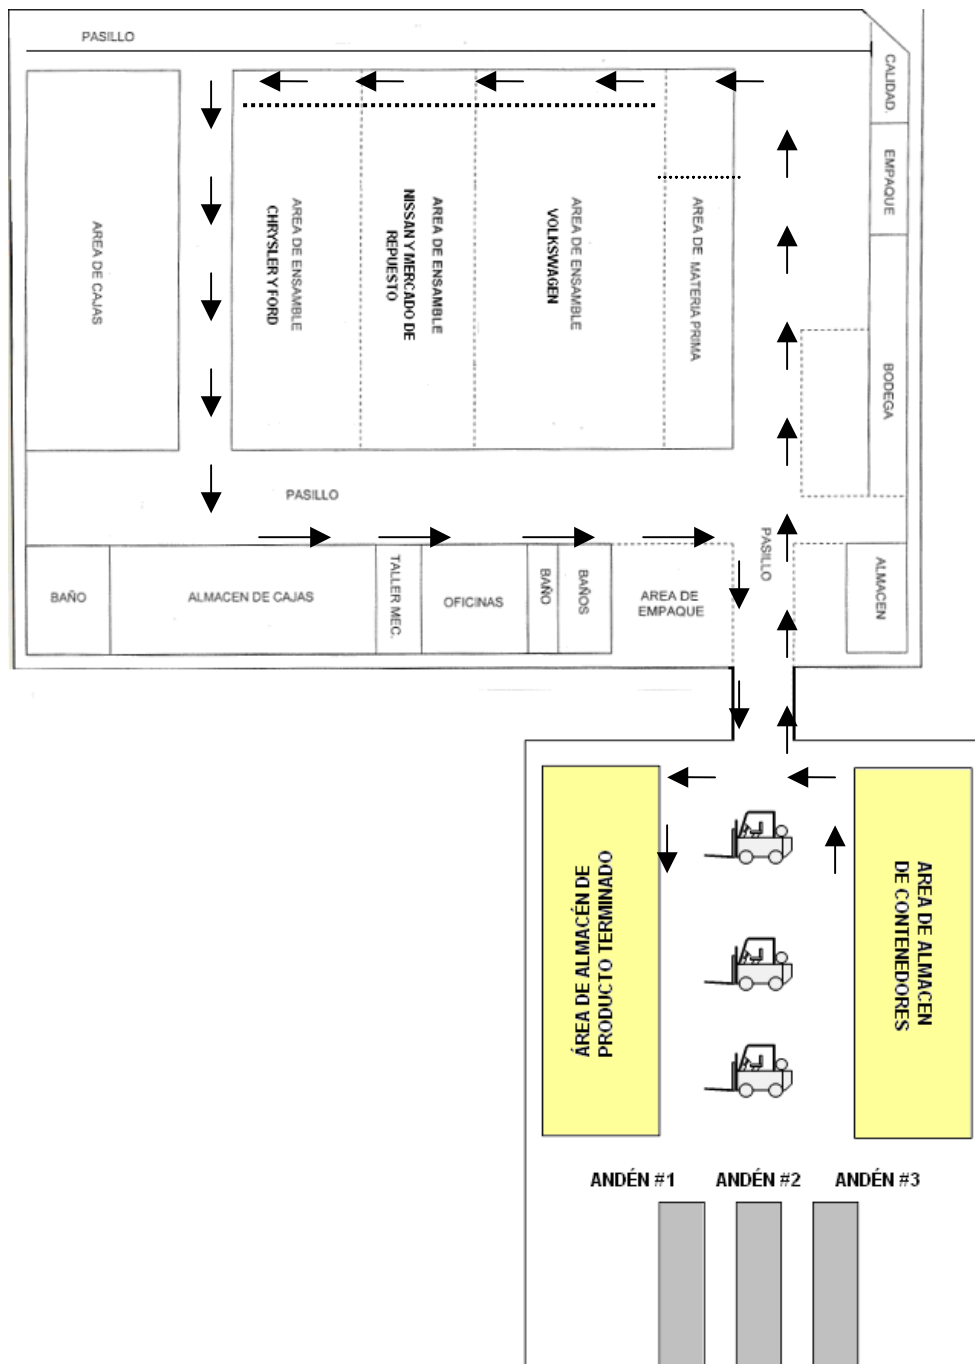 PASILLO
CALIDAD.
EMPAQUE
BODEGA
AREA DE CAJAS
AREA DE ENSAMBLE
CHRYSLER Y FORD
AREA DE ENSAMBLE
NISSAN Y MERCADO DE
REPUESTO
AREA DE ENSAMBLE
VOLKSWAGEN
AREA DE MATERIA PRIMA
PASILLO
PASILLO
BAÑO
ALMACEN DE CAJAS
TALLER MEC.
OFICINAS
BAÑO
BAÑOS
AREA DE
EMPAQUE
ALMACEN
ÁREA DE ALMACÉN DE
PRODUCTO TERMINADO
AREA DE ALMACEN
DE CONTENEDORES
ANDÉN #1
ANDÉN #2
ANDÉN #3